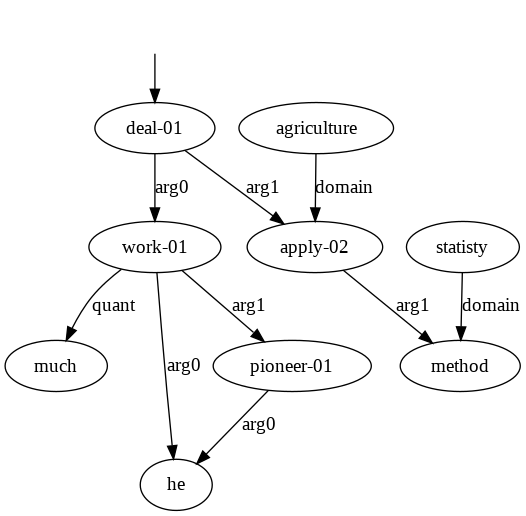 deal-01
agriculture
arg0
arg1
domain
work-01
apply-02
statisty
quant
arg1
arg1
domain
much
arg0
pioneer-01
method
arg0
he